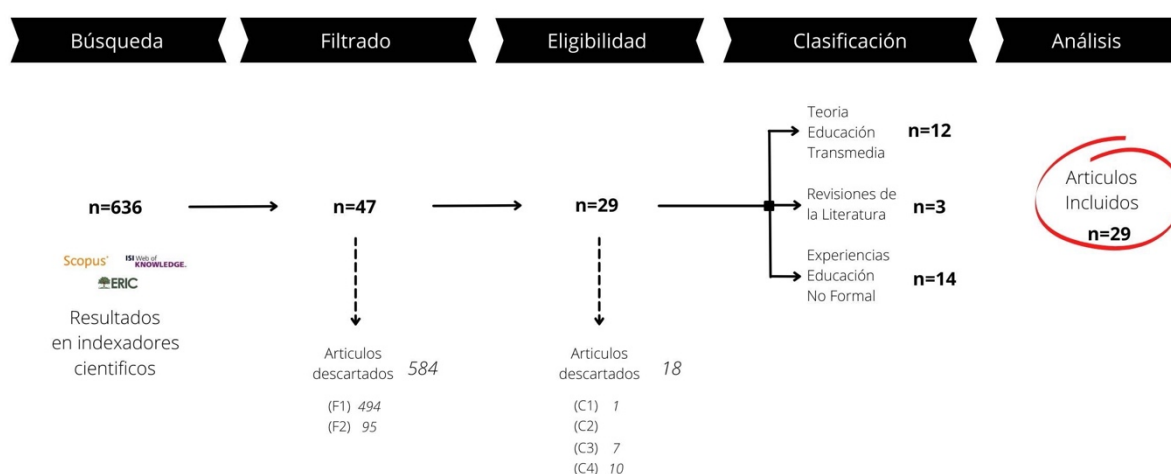 Búsqueda
Filtrado
Eligibilidad
Clasificación
Análisis
n=636
Scopus®
ISI Web of
KNOWLEDGE.
ERIC
Resultados
en indexadores
cientificos
n=47
Articulos
descartados 584
(F1) 494
(F2) 95
n=29
Articulos
descartados 18
(C1) 1
(C2)
(C3) 7
(C4) 10
Teoria
Educación
Transmedia
n=12
Revisiones de
la Literatura
n=3
Experiencias
Educación
No Formal
n=14
Articulos
Incluidos
n=29